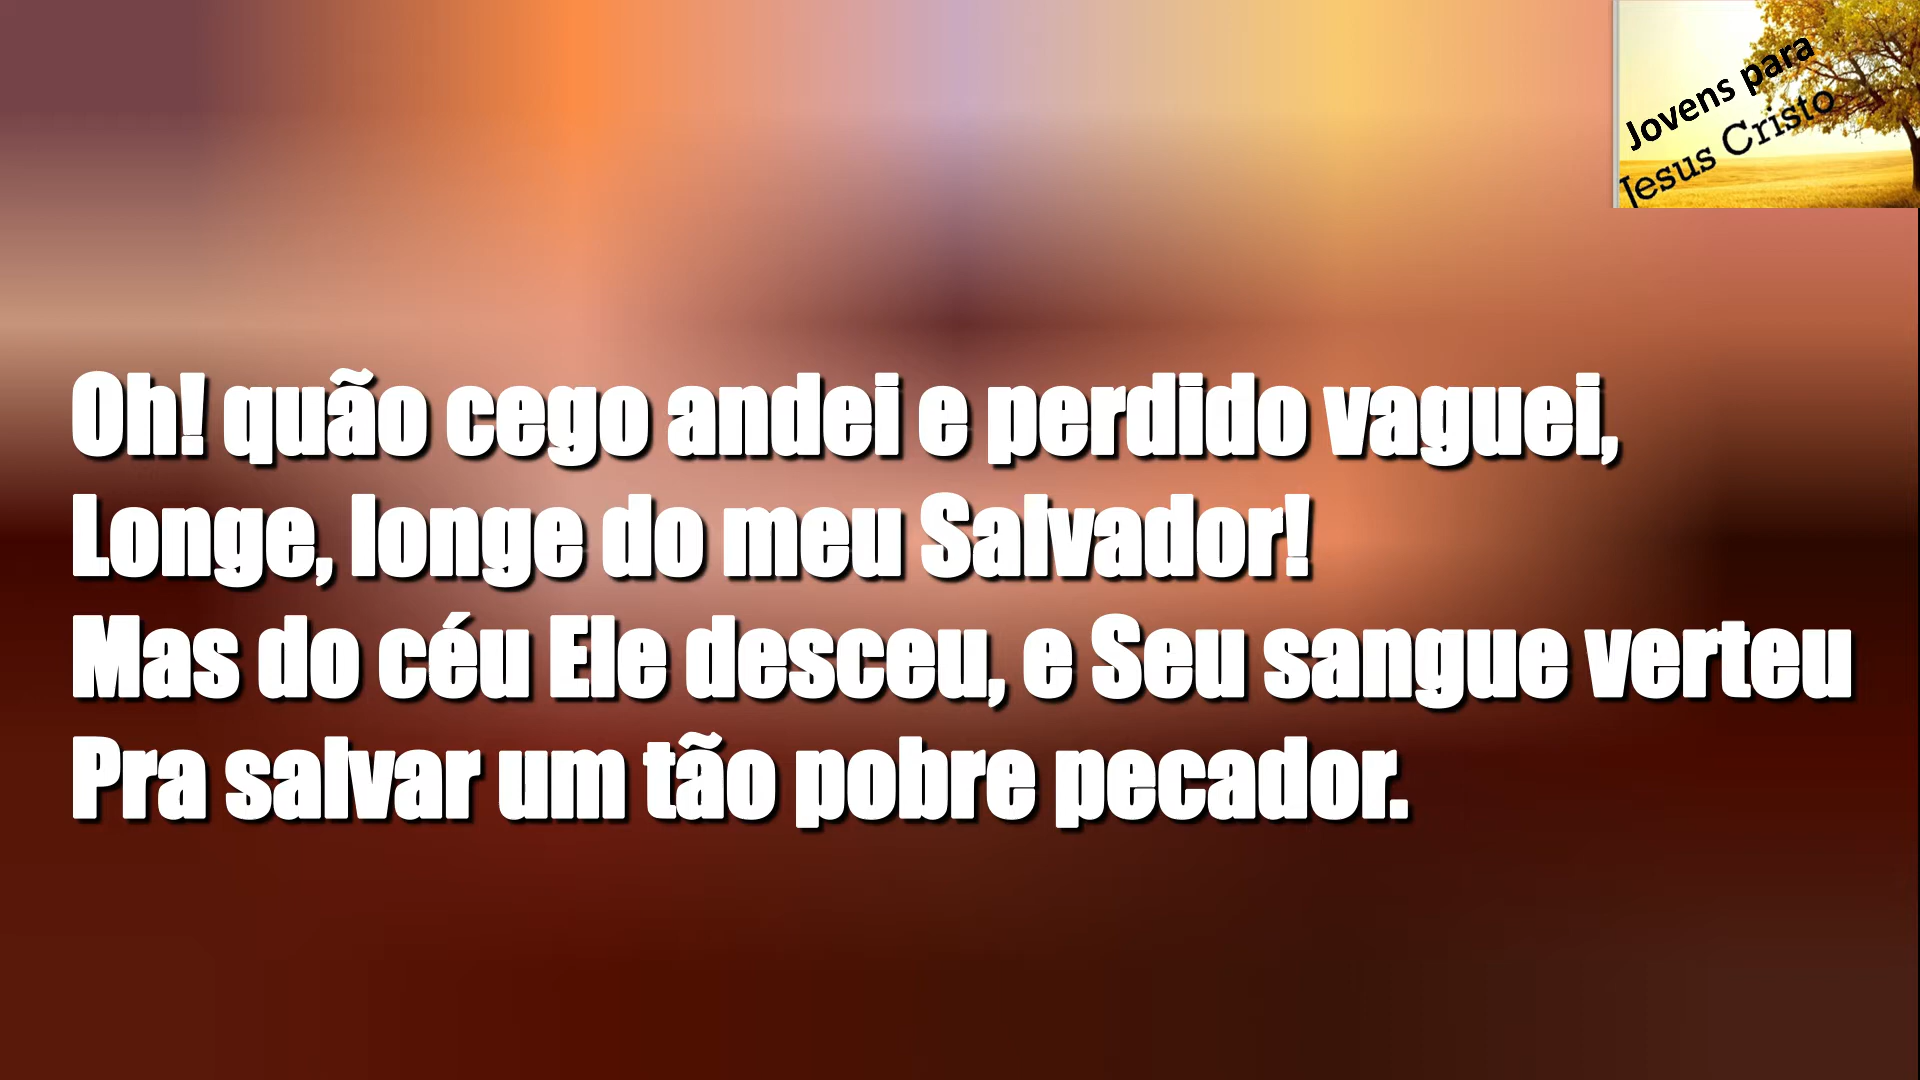 Jovens para
Jesus Cristo
Oh! quão cego andei e perdido vaguei,
Longe, longe do meu Salvador!
Mas do céu Ele desceu, e Seu sangue verteu
Pra salvar um tão pobre pecador.